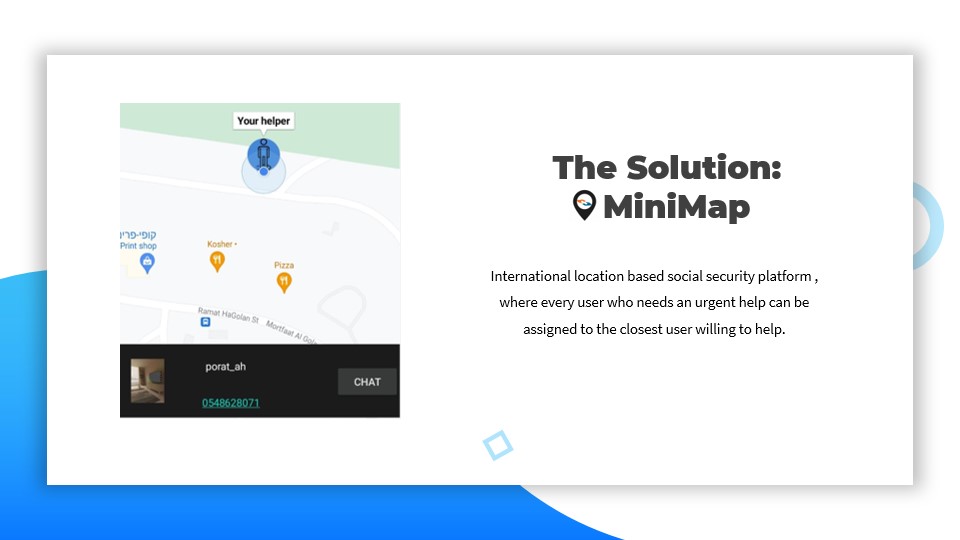 Your helper
קופי-פריי
Print shop
Kosher
Pizza
Ramat HaGolan St
Mortfaat Al Gola
porat_ah
CHAT
0548628071
The Solution:
MiniMap
International location based social security platform ,
where every user who needs an urgent help can be
assigned to the closest user willing to help.